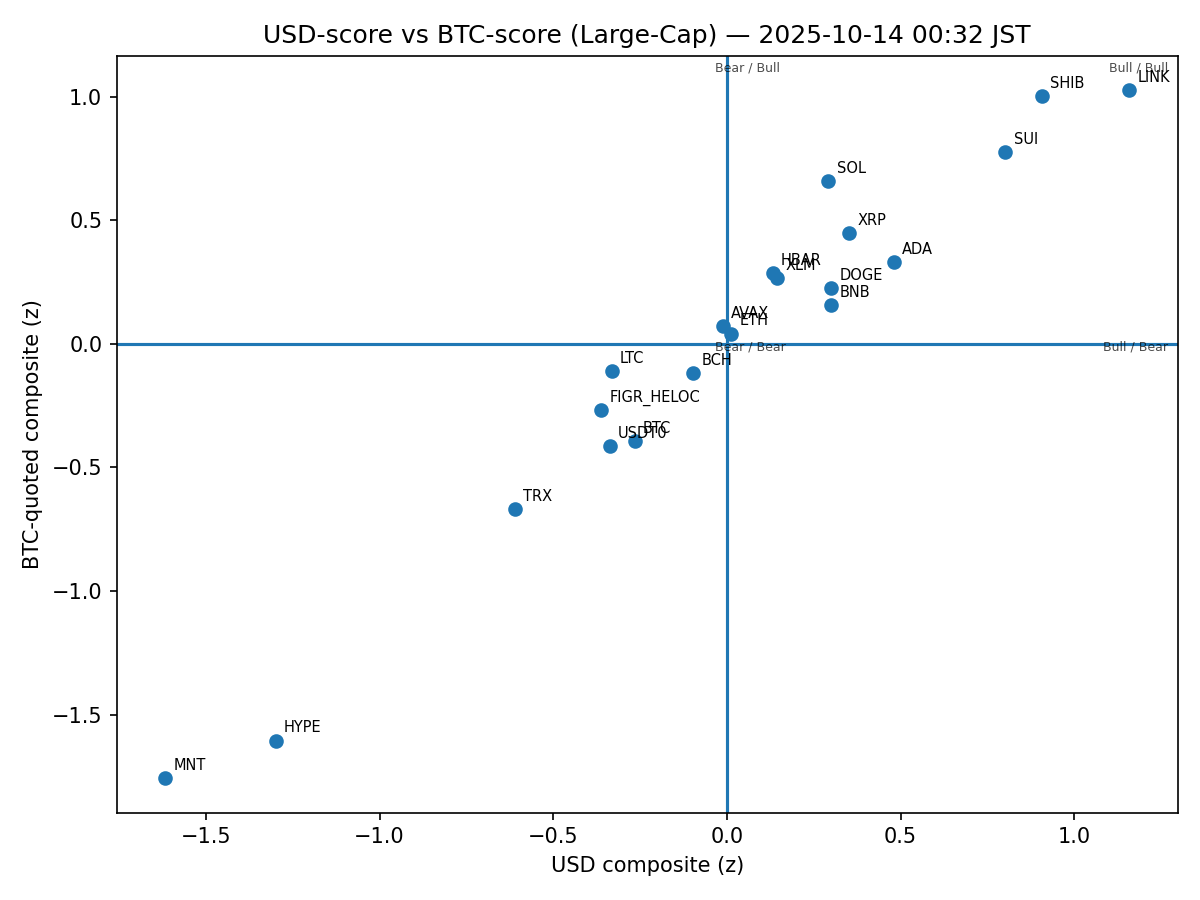 USD-score vs BTC-score (Large-Cap) — 2025-10-14 00:32 JST
Bear / Bull
Bull / Bull
LINK
SHIB
SUI
SOL
XRP
ADA
HBAR
XLM
DOGE
BNB
AVAX
ETH
Bear / Bear
Bull / Bear
LTC
BCH
FIGR_HELOC
BTC
USDT0
TRX
HYPE
MNT
1.0
0.5
0.0
−0.5
−1.0
−1.5
BTC-quoted composite (z)
−1.5
−1.0
−0.5
0.0
0.5
1.0
USD composite (z)